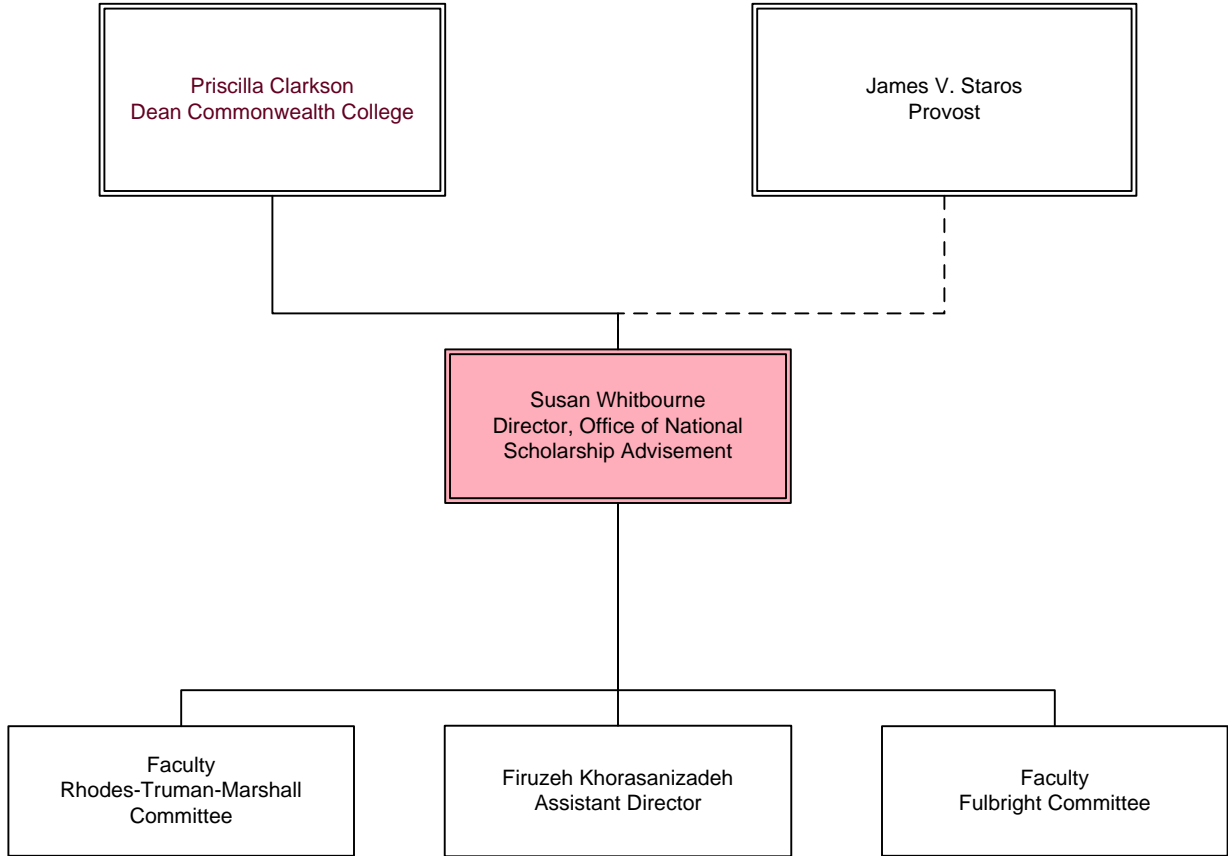 Priscilla Clarkson
Dean Commonwealth College
James V. Staros
Provost
Susan Whitbourne
Director, Office of National
Scholarship Advisement
Faculty
Rhodes-Truman-Marshall
Committee
Firuzeh Khorasanizadeh
Assistant Director
Faculty
Fulbright Committee